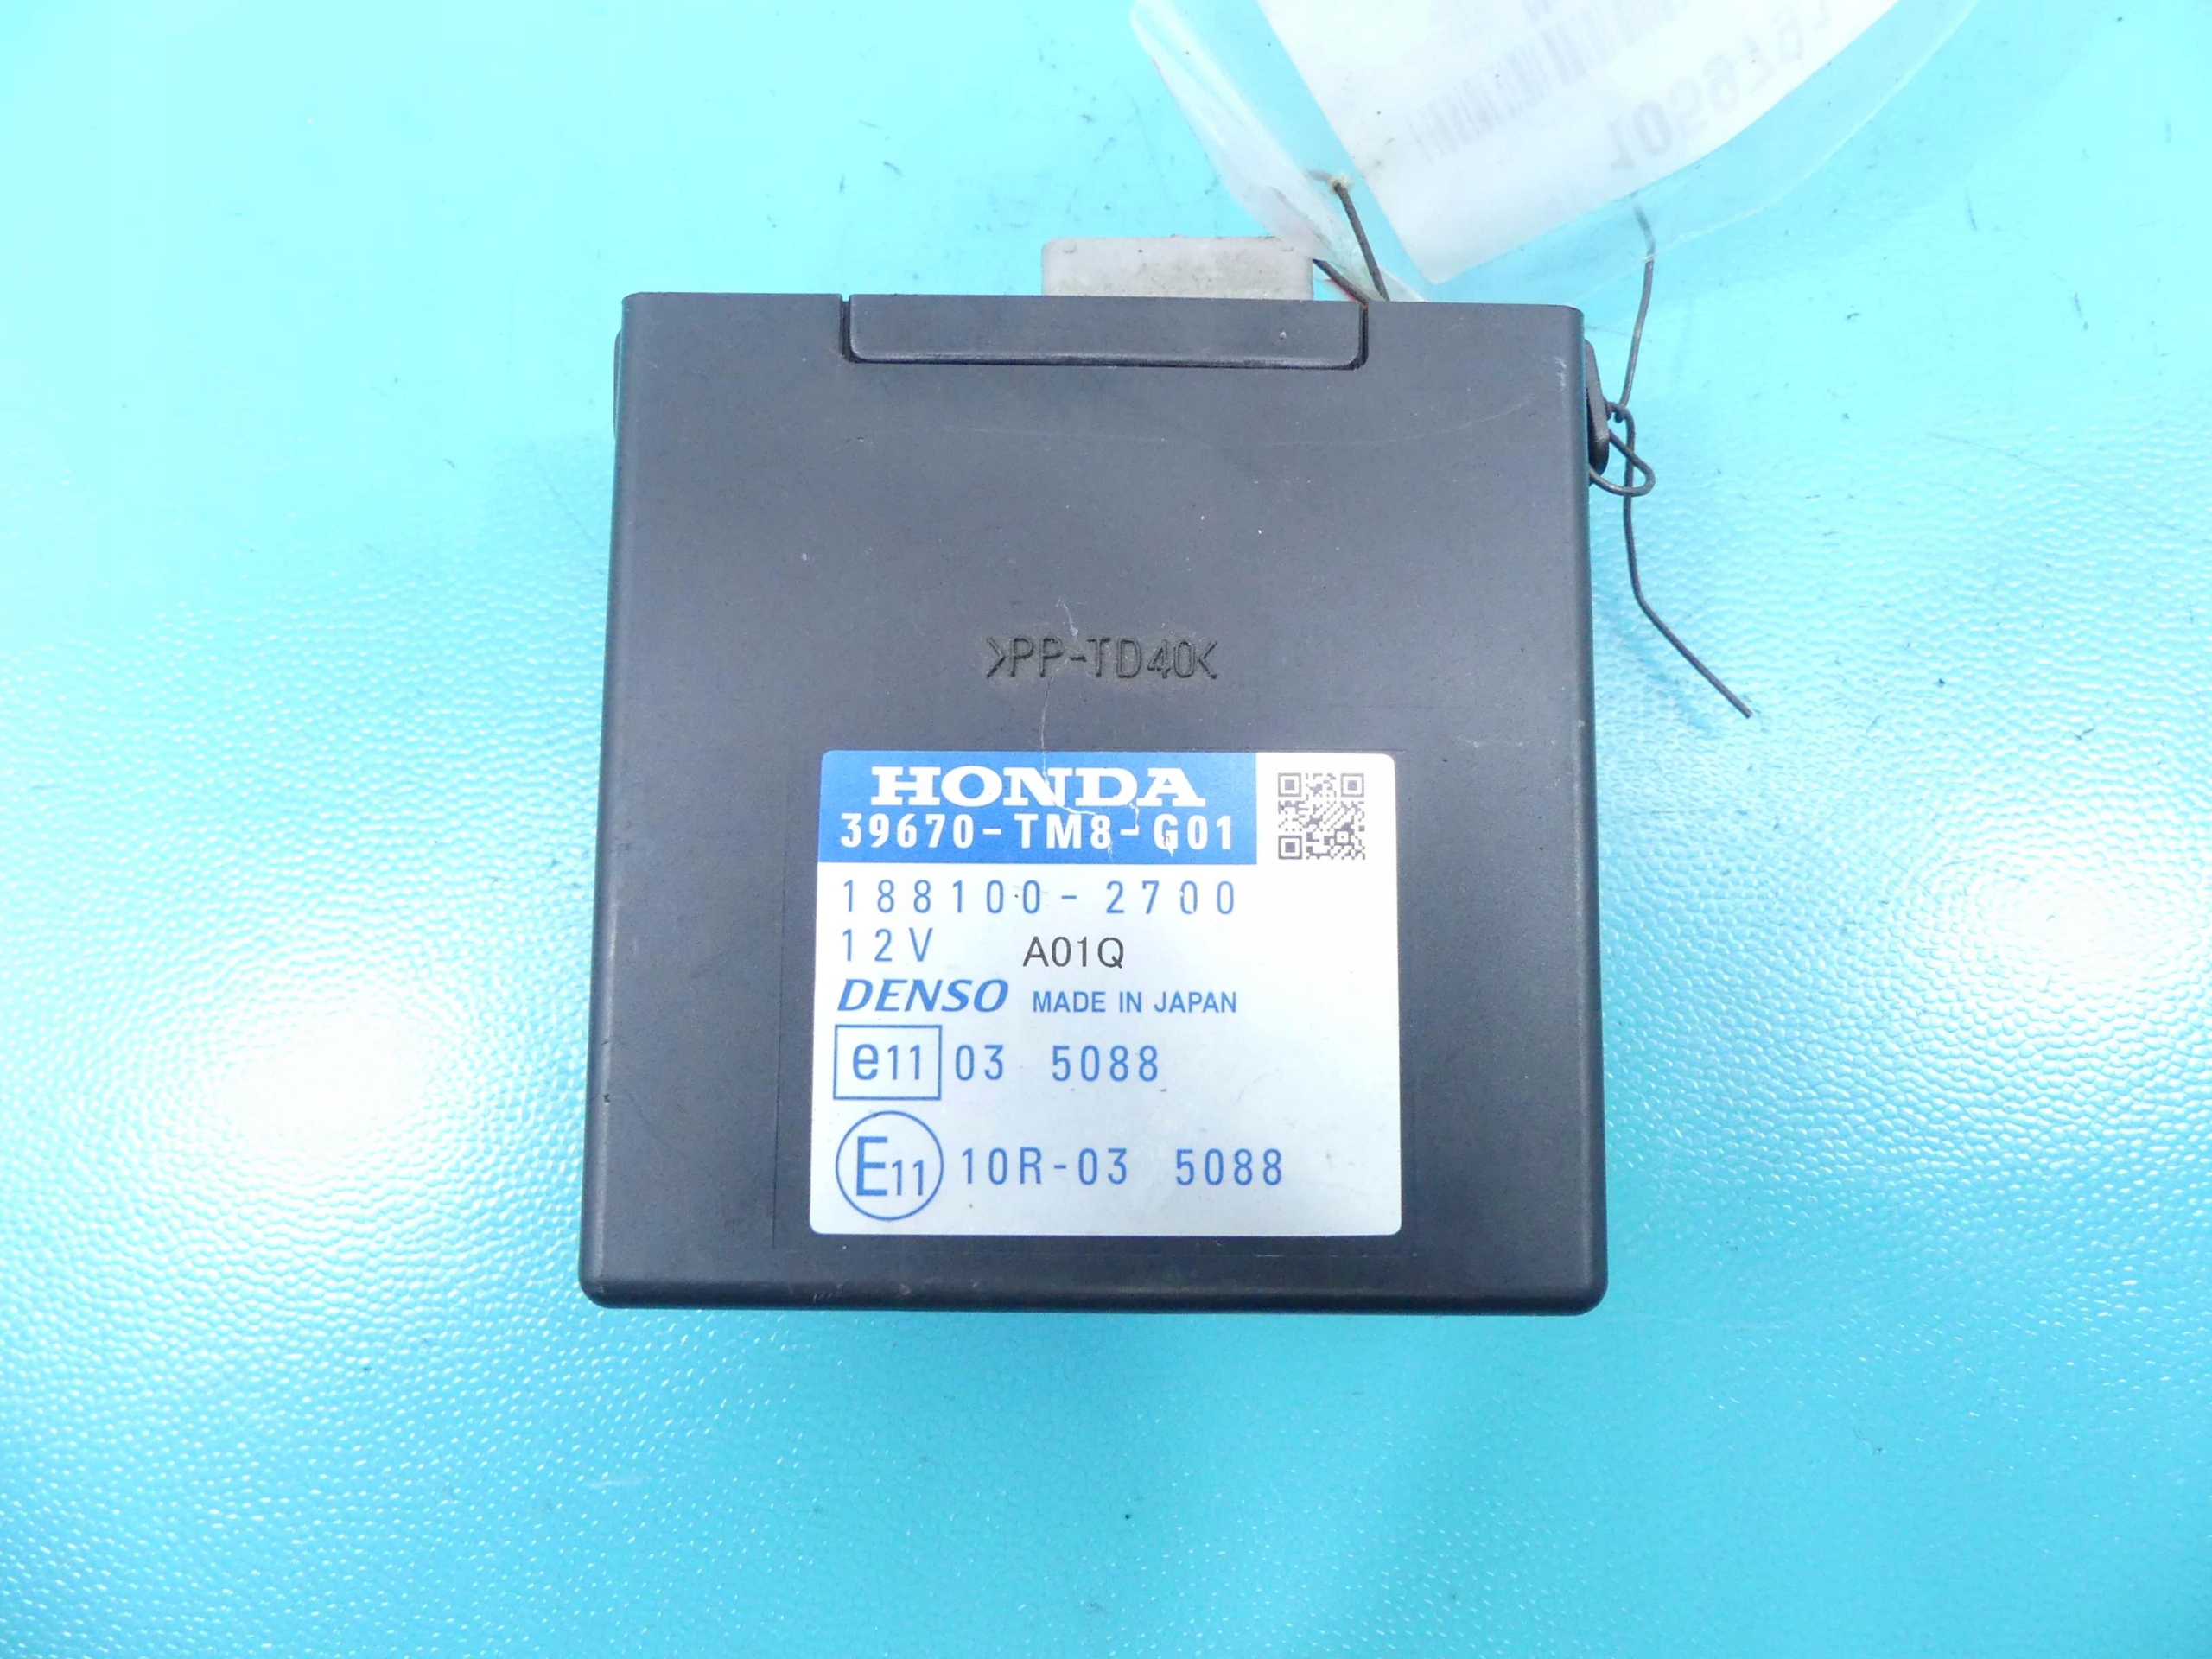 >PP-TD40<
HONDA
39670-TM8-G01
188100-2700
12V A01Q
DENSO MADE IN JAPAN
e11 03 5088
E11 10R-03 5088